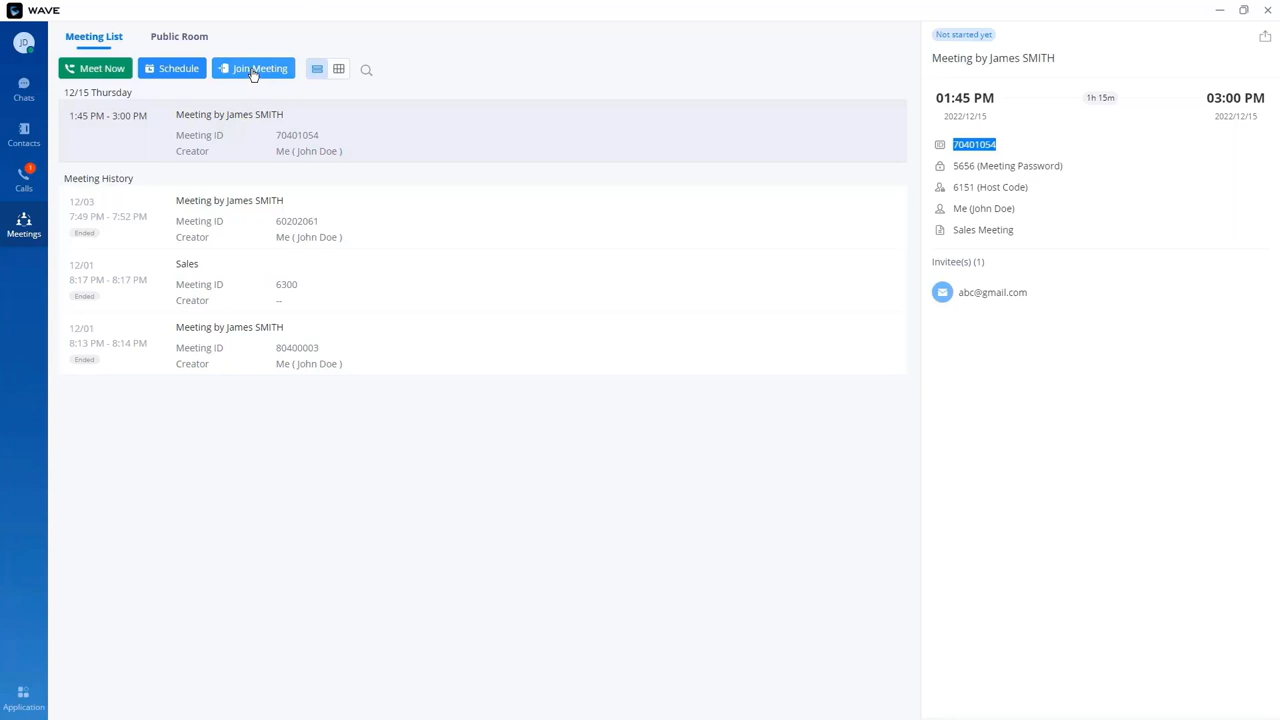 WAVE
JD
Chats
Contacts
1
Calls
Meetings
Application
Meeting List
Public Room
Meet Now
Schedule
Join Meeting
12/15 Thursday
1:45 PM - 3:00 PM
Meeting by James SMITH
Meeting ID 70401054
Creator Me ( John Doe )
Meeting History
12/03
7:49 PM - 7:52 PM
Ended
Meeting by James SMITH
Meeting ID 60202061
Creator Me ( John Doe )
12/01
8:17 PM - 8:17 PM
Ended
Sales
Meeting ID 6300
Creator --
12/01
8:13 PM - 8:14 PM
Ended
Meeting by James SMITH
Meeting ID 80400003
Creator Me ( John Doe )
Not started yet
Meeting by James SMITH
01:45 PM 1h 15m 03:00 PM
2022/12/15 2022/12/15
70401054
5656 (Meeting Password)
6151 (Host Code)
Me (John Doe)
Sales Meeting
Invitee(s) (1)
abc@gmail.com